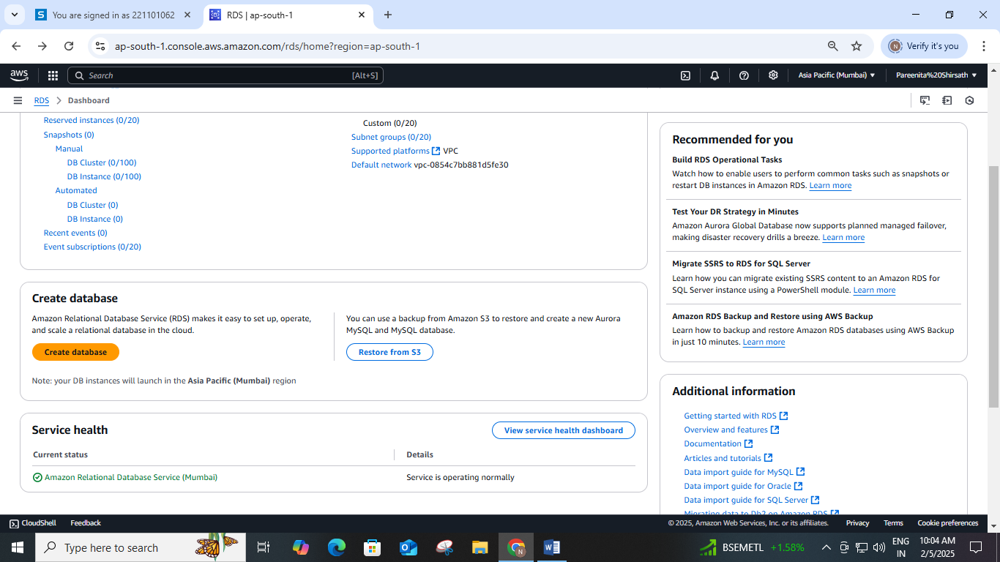 You are signed in as 221101062
RDS | ap-south-1
ap-south-1.console.aws.amazon.com/rds/home?region=ap-south-1
N
Verify it's you
aws
Search
[Alt+S]
Asia Pacific (Mumbai)
Pareenita%20Shirsath
RDS
Dashboard
Reserved instances (0/20)
Snapshots (0)
Manual
DB Cluster (0/100)
DB Instance (0/100)
Automated
DB Cluster (0)
DB Instance (0)
Recent events (0)
Event subscriptions (0/20)
Custom (0/20)
Subnet groups (0/20)
Supported platforms VPC
Default network vpc-0854c7bb881d5fe30
Create database
Amazon Relational Database Service (RDS) makes it easy to set up, operate,
and scale a relational database in the cloud.
Create database
You can use a backup from Amazon S3 to restore and create a new Aurora
MySQL and MySQL database.
Restore from S3
Note: your DB instances will launch in the Asia Pacific (Mumbai) region
Service health
View service health dashboard
Current status
Details
Amazon Relational Database Service (Mumbai)
Service is operating normally
Recommended for you
Build RDS Operational Tasks
Watch how to enable users to perform common tasks such as snapshots or
restart DB instances in Amazon RDS. Learn more
Test Your DR Strategy in Minutes
Amazon Aurora Global Database now supports planned managed failover,
making disaster recovery drills a breeze. Learn more
Migrate SSRS to RDS for SQL Server
Learn how you can migrate existing SSRS content to an Amazon RDS for
SQL Server instance using a PowerShell module. Learn more
Amazon RDS Backup and Restore using AWS Backup
Learn how to backup and restore Amazon RDS databases using AWS Backup
in just 10 minutes. Learn more
Additional information
Getting started with RDS
Overview and features
Documentation
Articles and tutorials
Data import guide for MySQL
Data import guide for Oracle
Data import guide for SQL Server
Migrating data to Db2 on Amazon RDS
CloudShell
Feedback
© 2025, Amazon Web Services, Inc. or its affiliates.
Privacy
Terms
Cookie preferences
Type here to search
BSEMETL +1.58%
ENG
IN
10:04 AM
2/5/2025